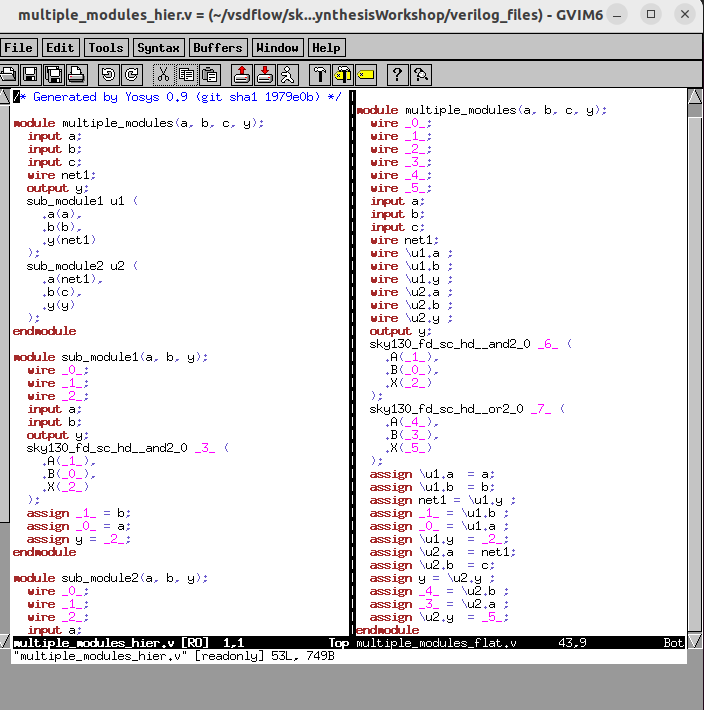 multiple_modules_hier.v = (~/vsdflow/sk...ynthesisWorkshop/verilog_files) - GVIM6
File Edit Tools Syntax Buffers Window Help
/* Generated by Yosys 0.9 (git sha1 1979e0b) */
module multiple_modules(a, b, c, y);
  input a;
  input b;
  input c;
  wire net1;
  output y;
  sub_module1 u1 (
    .a(a),
    .b(b),
    .y(net1)
  );
  sub_module2 u2 (
    .a(net1),
    .b(c),
    .y(y)
  );
endmodule
module sub_module1(a, b, y);
  wire _0_;
  wire _1_;
  wire _2_;
  input a;
  input b;
  output y;
  sky130_fd_sc_hd__and2_0 _3_ (
    .A(_1_),
    .B(_0_),
    .X(_2_)
  );
  assign _1_ = b;
  assign _0_ = a;
  assign y = _2_;
endmodule
module sub_module2(a, b, y);
  wire _0_;
  wire _1_;
  wire _2_;
  input a;
multiple_modules_hier.v [RO] 1,1 Top
module multiple_modules(a, b, c, y);
  wire _0_;
  wire _1_;
  wire _2_;
  wire _3_;
  wire _4_;
  wire _5_;
  input a;
  input b;
  input c;
  wire net1;
  wire \u1.a ;
  wire \u1.b ;
  wire \u1.y ;
  wire \u2.a ;
  wire \u2.b ;
  wire \u2.y ;
  output y;
  sky130_fd_sc_hd__and2_0 _6_ (
    .A(_1_),
    .B(_0_),
    .X(_2_)
  );
  sky130_fd_sc_hd__or2_0 _7_ (
    .A(_4_),
    .B(_3_),
    .X(_5_)
  );
  assign \u1.a  = a;
  assign \u1.b  = b;
  assign net1 = \u1.y ;
  assign _1_ = \u1.b ;
  assign _0_ = \u1.a ;
  assign \u1.y  = _2_;
  assign \u2.a  = net1;
  assign \u2.b  = c;
  assign y = \u2.y ;
  assign _4_ = \u2.b ;
  assign _3_ = \u2.a ;
  assign \u2.y  = _5_;
endmodule
multiple_modules_flat.v 43,9 Bot
"multiple_modules_hier.v" [readonly] 53L, 749B